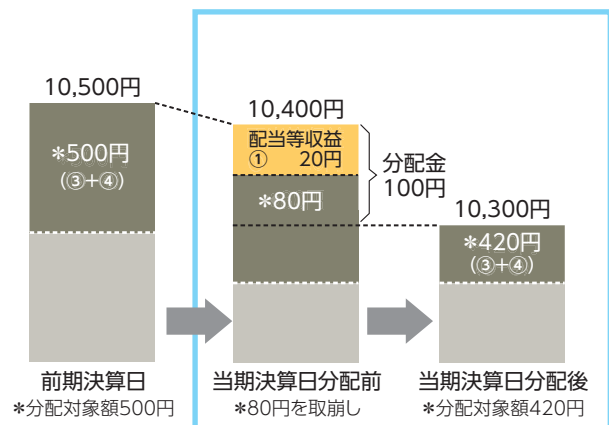 10,500円
*500円
(③+④)
10,400円
配当等収益
① 20円
*80円
分配金
100円
10,300円
*420円
(③+④)
前期決算日
*分配対象額500円
当期決算日分配前
*80円を取崩し
当期決算日分配後
*分配対象額420円